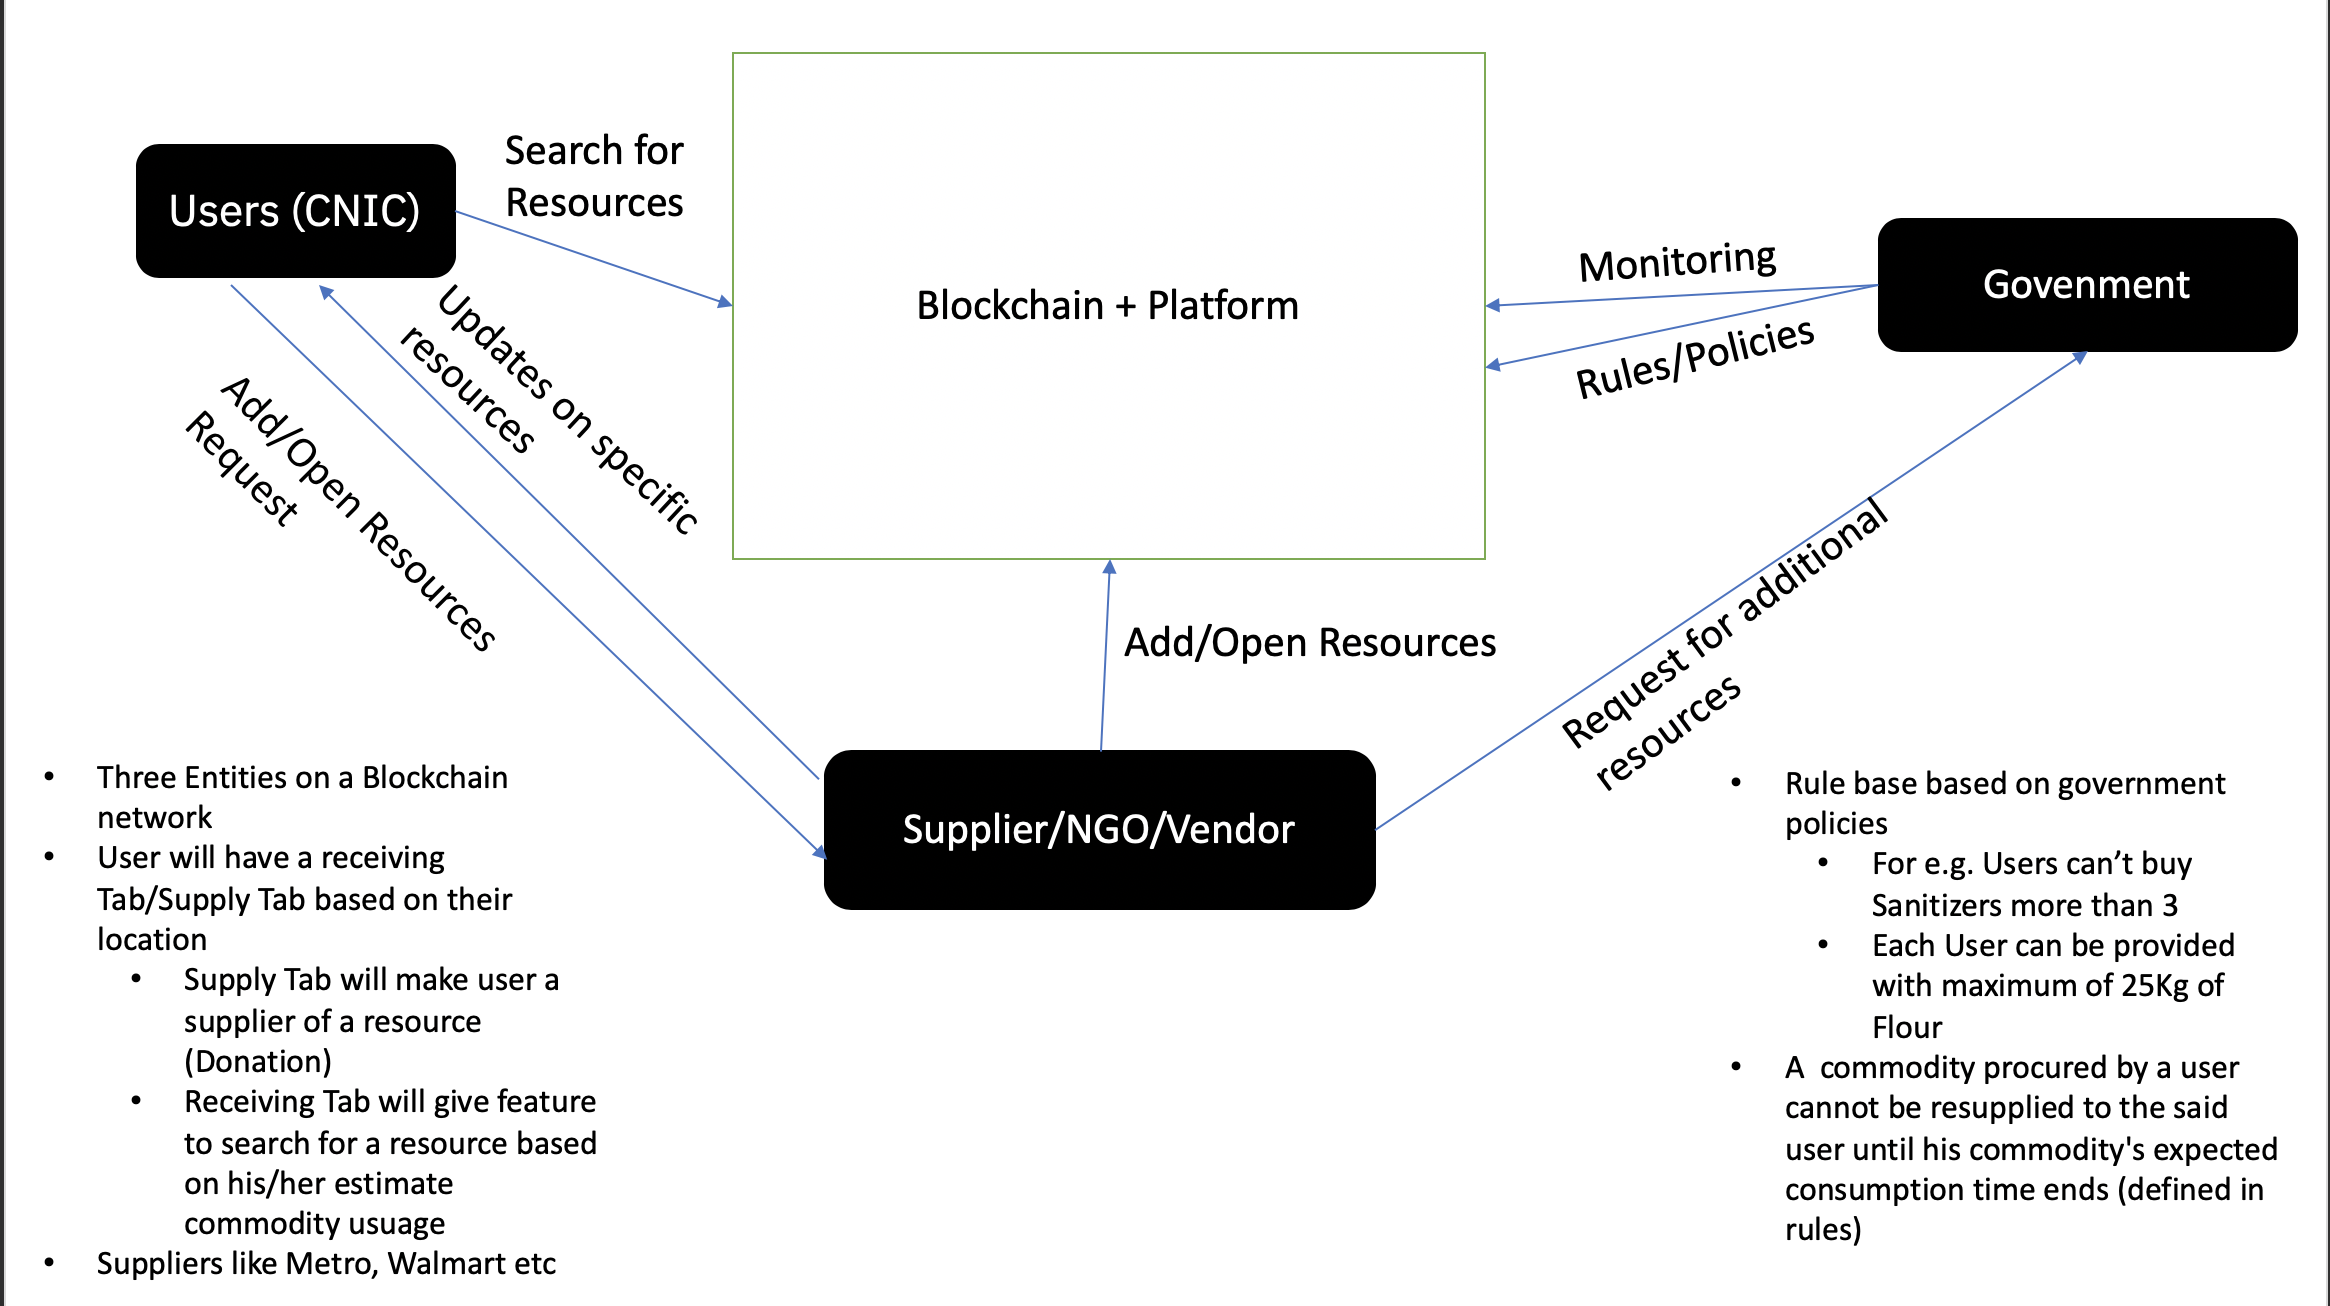 Search for
Resources
Users (CNIC)
Blockchain + Platform
Monitoring
Rules/Policies
Govenment
Updates on specific
resources
Add/Open Resources
Request
Add/Open Resources
Request for additional
resources
Supplier/NGO/Vendor
• Three Entities on a Blockchain
network
• User will have a receiving
Tab/Supply Tab based on their
location
• Supply Tab will make user a
supplier of a resource
(Donation)
• Receiving Tab will give feature
to search for a resource based
on his/her estimate
commodity usuage
• Suppliers like Metro, Walmart etc
• Rule base based on government
policies
• For e.g. Users can’t buy
Sanitizers more than 3
• Each User can be provided
with maximum of 25Kg of
Flour
• A  commodity procured by a user
cannot be resupplied to the said
user until his commodity's expected
consumption time ends (defined in
rules)